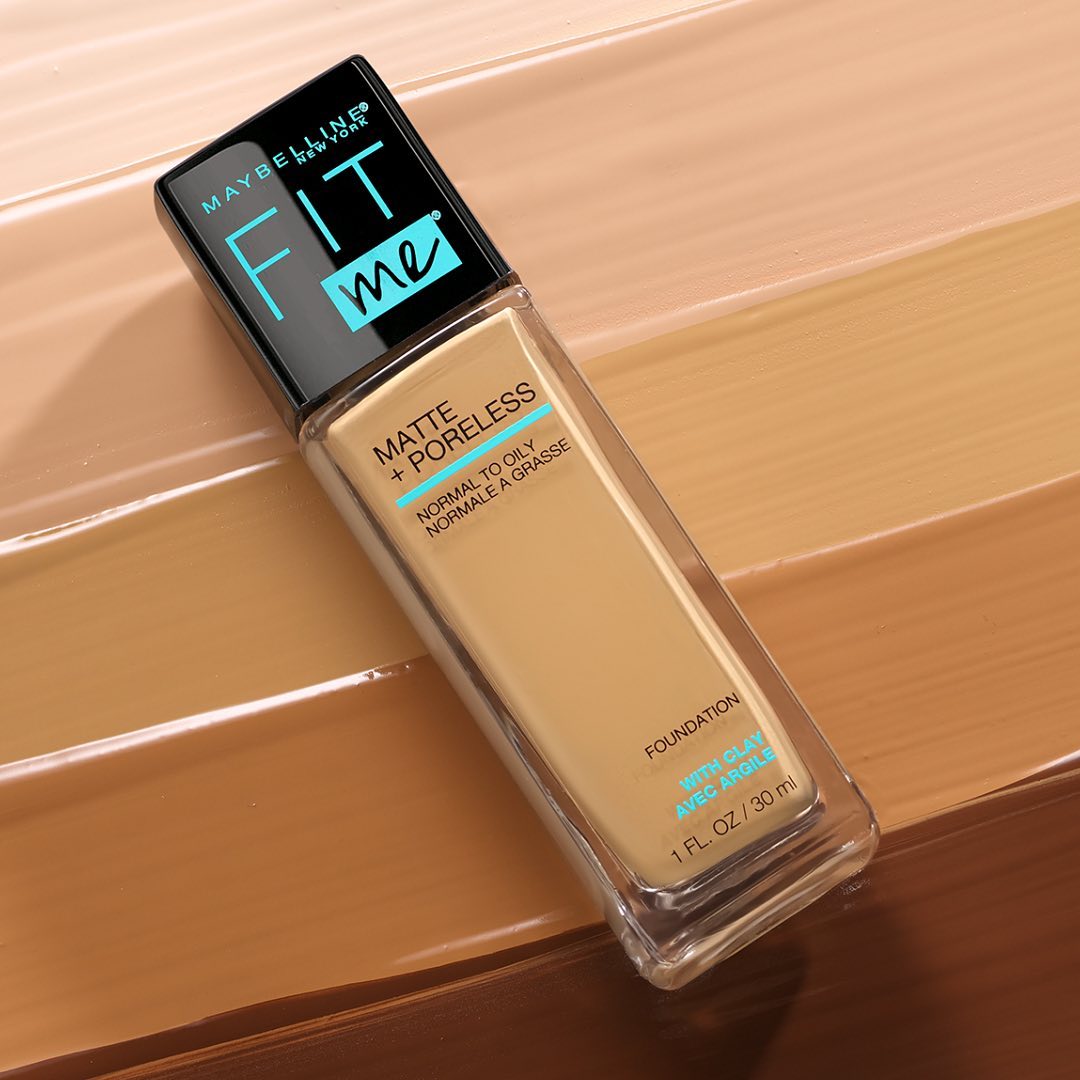 MAYBELLINE®
NEW YORK
FIT
me®
MATTE
+ PORELESS
NORMAL TO OILY
NORMALE A GRASSE
FOUNDATION
WITH CLAY
AVEC ARGILE
1 FL. OZ / 30 ml